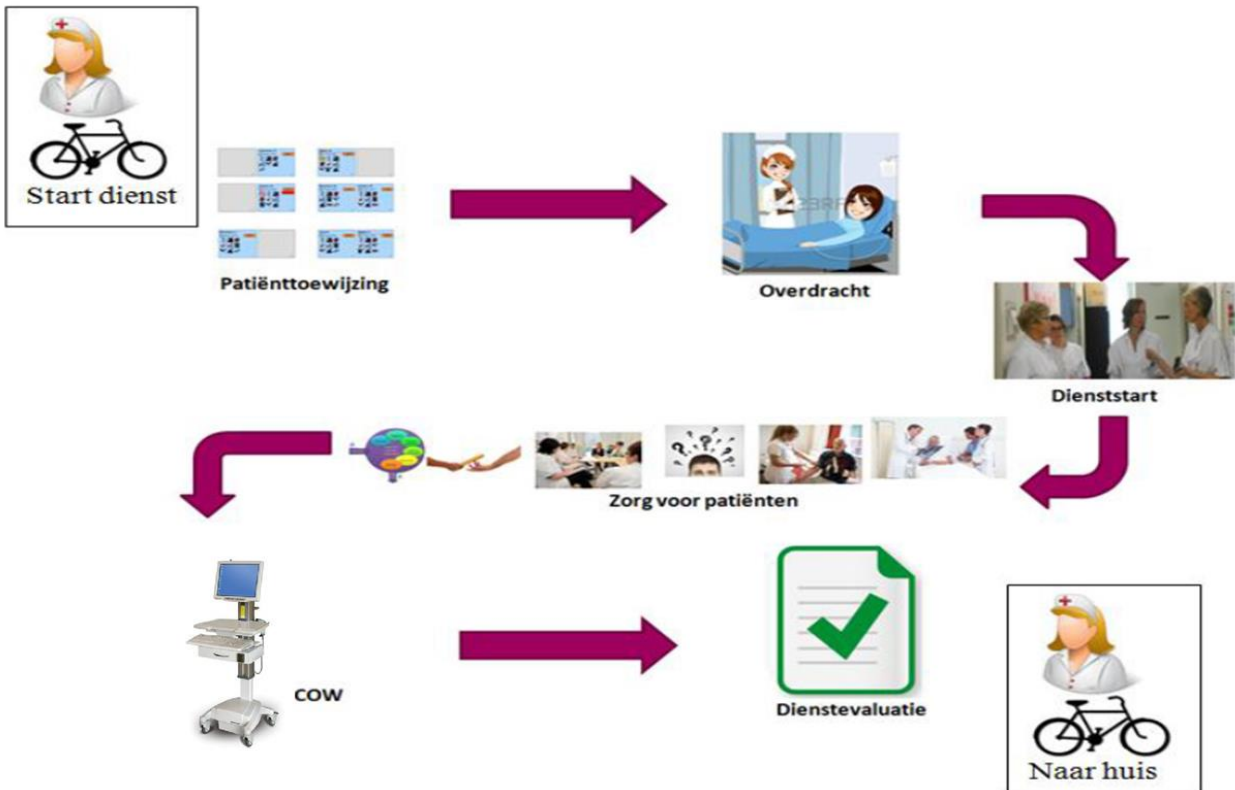 Start dienst
Patiënttoewijzing
Overdracht
Dienststart
Zorg voor patiënten
COW
Dienstevaluatie
Naar huis